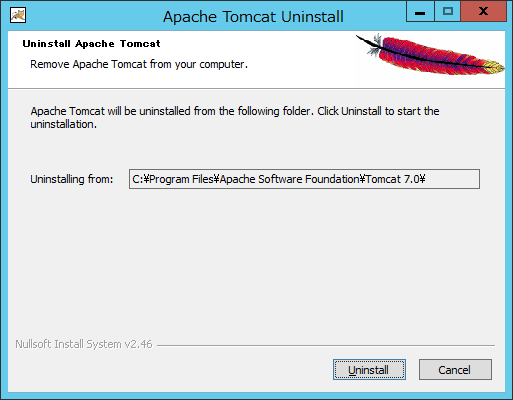 Apache Tomcat Uninstall
Uninstall Apache Tomcat
Remove Apache Tomcat from your computer.
Apache Tomcat will be uninstalled from the following folder. Click Uninstall to start the
uninstallation.
Uninstalling from: C:¥Program Files¥Apache Software Foundation¥Tomcat 7.0¥
Nullsoft Install System v2.46
Uninstall Cancel